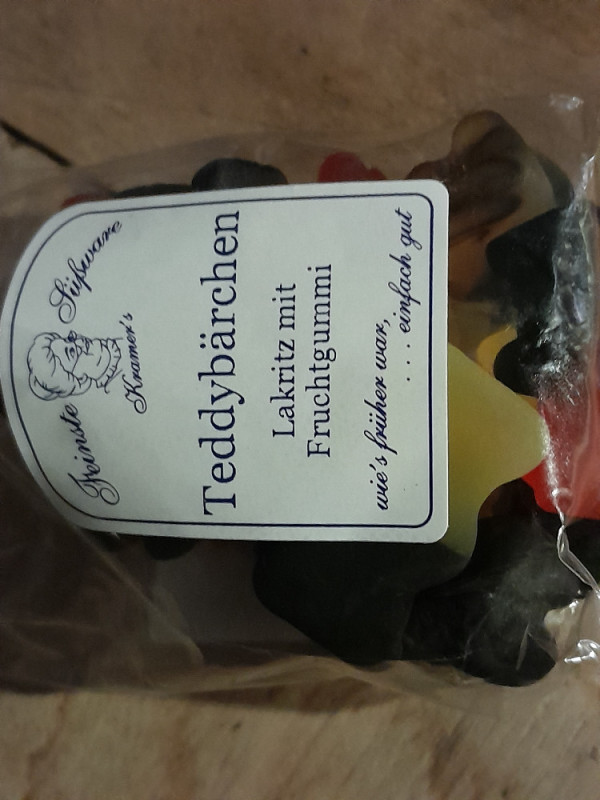 Feinste Süßware
Kramer's
Teddybärchen
Lakritz mit
Fruchtgummi
wie's früher war,
.... einfach gut